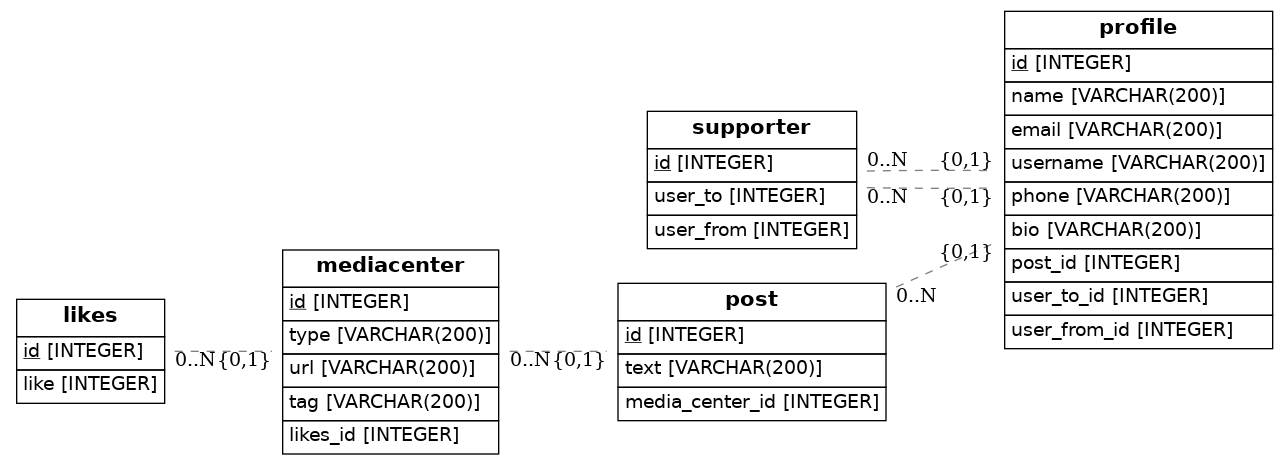 profile
id [INTEGER]
name [VARCHAR(200)]
email [VARCHAR(200)]
username [VARCHAR(200)]
phone [VARCHAR(200)]
bio [VARCHAR(200)]
post_id [INTEGER]
user_to_id [INTEGER]
user_from_id [INTEGER]
supporter
id [INTEGER]
user_to [INTEGER]
user_from [INTEGER]
0..N {0,1}
0..N {0,1}
{0,1}
0..N
post
id [INTEGER]
text [VARCHAR(200)]
media_center_id [INTEGER]
mediacenter
id [INTEGER]
type [VARCHAR(200)]
url [VARCHAR(200)]
tag [VARCHAR(200)]
likes_id [INTEGER]
0..N {0,1}
likes
id [INTEGER]
like [INTEGER]
0..N {0,1}